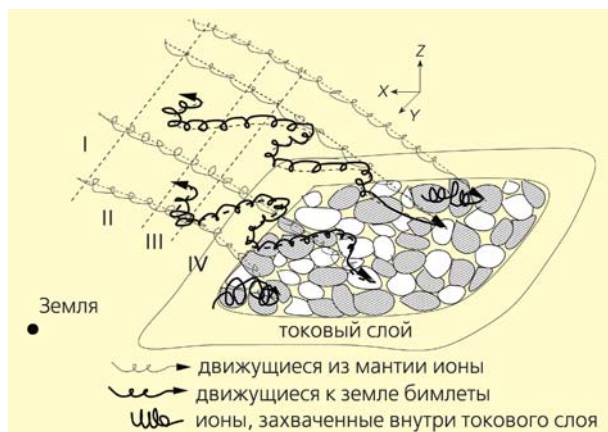 Z
X
Y
I
II
III
IV
Земля
токовый слой
движущиеся из мантии ионы
движущиеся к земле бимлеты
ионы, захваченные внутри токового слоя